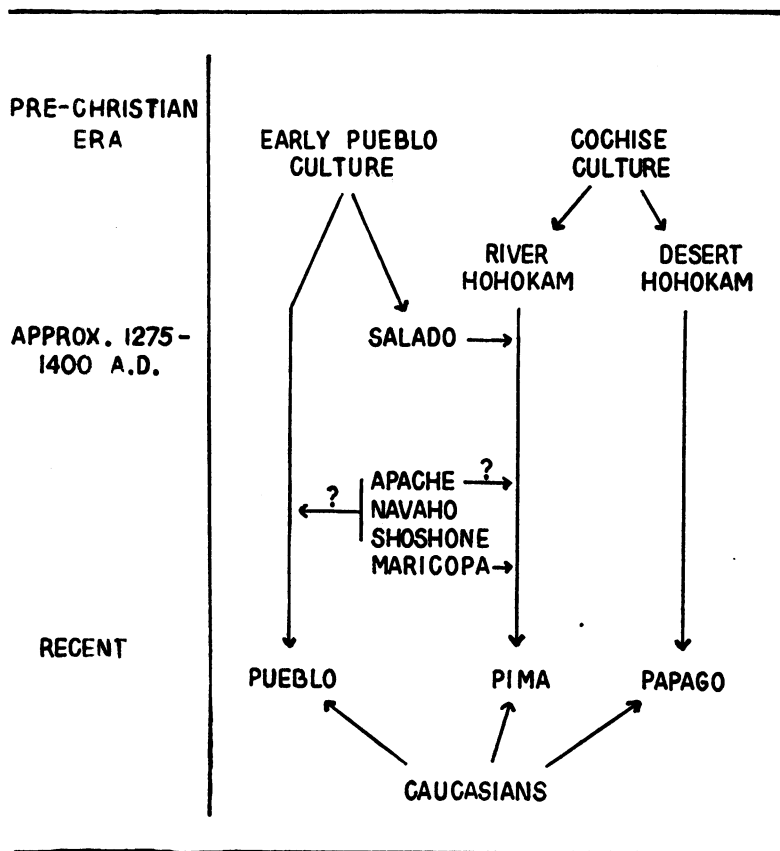 PRE-CHRISTIAN
ERA
EARLY PUEBLO
CULTURE
COCHISE
CULTURE
RIVER
HOHOKAM
DESERT
HOHOKAM
APPROX. 1275-
1400 A.D.
SALADO
?
APACHE
?
NAVAHO
SHOSHONE
MARICOPA
RECENT
PUEBLO
PIMA
PAPAGO
CAUCASIANS